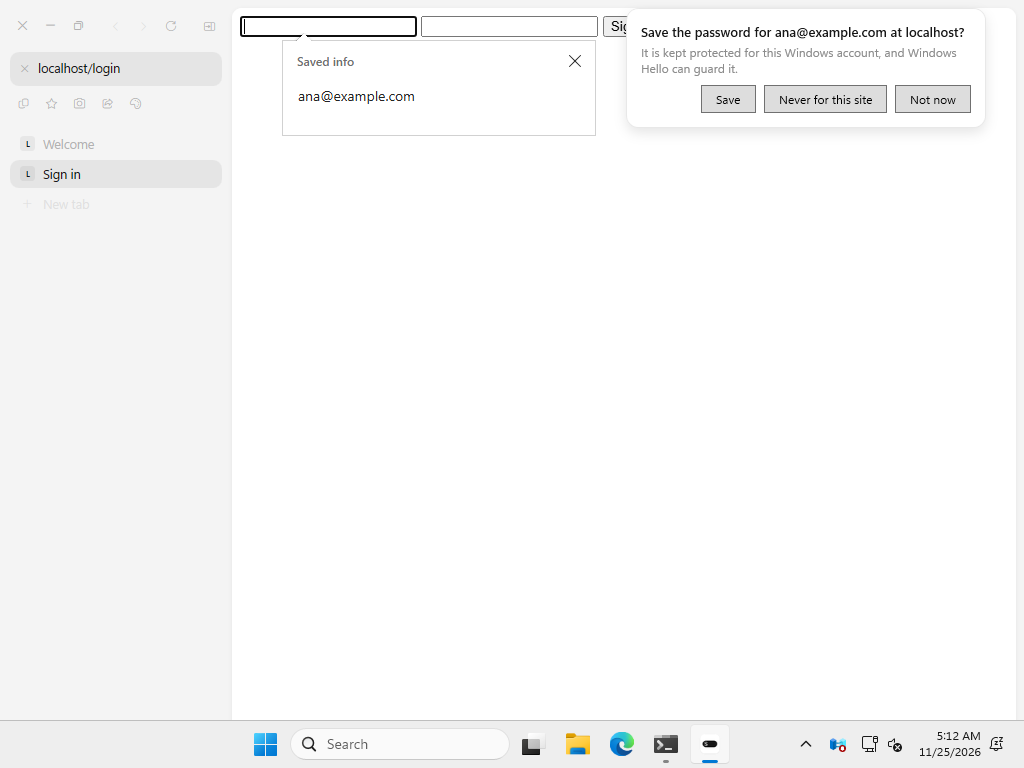 localhost/login
L Welcome
L Sign in
New tab
Saved info
ana@example.com
Save the password for ana@example.com at localhost?
It is kept protected for this Windows account, and Windows
Hello can guard it.
Save Never for this site Not now
Search
5:12 AM
11/25/2026